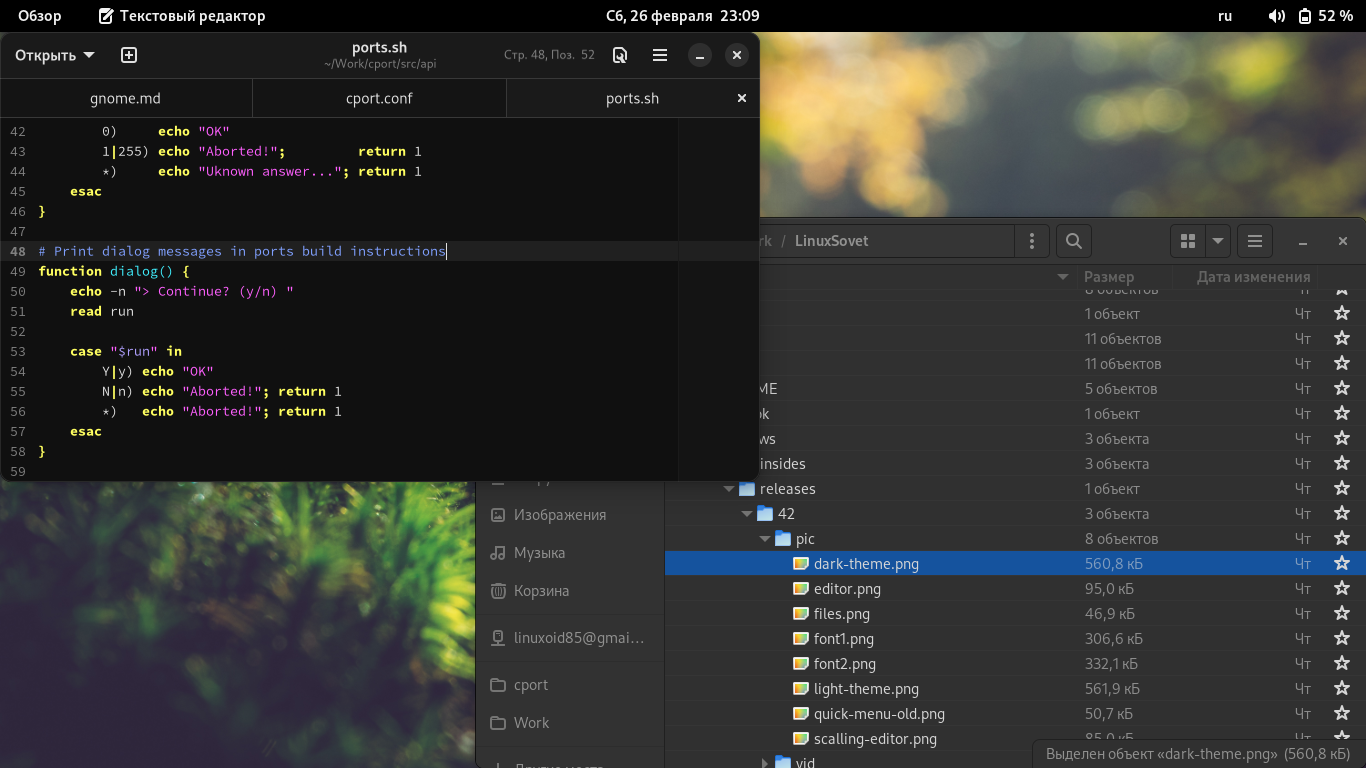 Обзор
Текстовый редактор
Сб, 26 февраля 23:09
ru
52 %
Открыть
ports.sh
~/Work/cport/src/api
Стр. 48, Поз. 52
gnome.md
cport.conf
ports.sh
42 0) echo "OK"
43 1|255) echo "Aborted!"; return 1
44 *) echo "Uknown answer..."; return 1
45 esac
46 }
47
48 # Print dialog messages in ports build instructions
49 function dialog() {
50 echo -n "> Continue? (y/n) "
51 read run
52
53 case "$run" in
54 Y|y) echo "OK"
55 N|n) echo "Aborted!"; return 1
56 *) echo "Aborted!"; return 1
57 esac
58 }
59
rk / LinuxSovet
Размер
Дата изменения
8 объектов Чт
1 объект Чт
11 объектов Чт
11 объектов Чт
ME 5 объектов Чт
ok 1 объект Чт
ws 3 объекта Чт
insides 3 объекта Чт
releases 1 объект Чт
42 3 объекта Чт
pic 8 объектов Чт
dark-theme.png 560,8 кБ Чт
editor.png 95,0 кБ Чт
files.png 46,9 кБ Чт
font1.png 306,6 кБ Чт
font2.png 332,1 кБ Чт
light-theme.png 561,9 кБ Чт
quick-menu-old.png 50,7 кБ Чт
scalling-editor.png 85,0 кБ Чт
vid
Изображения
Музыка
Корзина
linuxoid85@gmai...
cport
Work
Другие места
Выделен объект «dark-theme.png» (560,8 кБ)